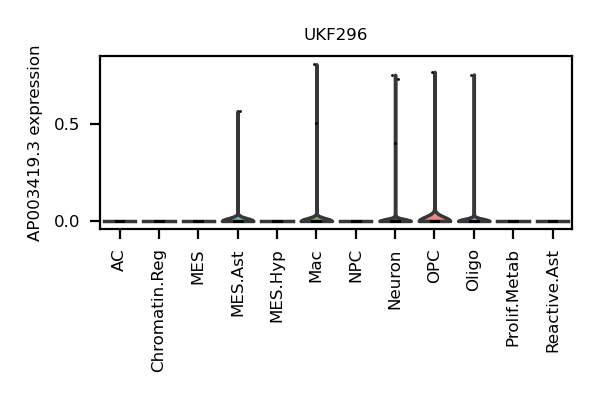 UKF296
AP003419.3 expression
0.5
0.0
AC
Chromatin.Reg
MES
MES.Ast
MES.Hyp
Mac
NPC
Neuron
OPC
Oligo
Prolif.Metab
Reactive.Ast